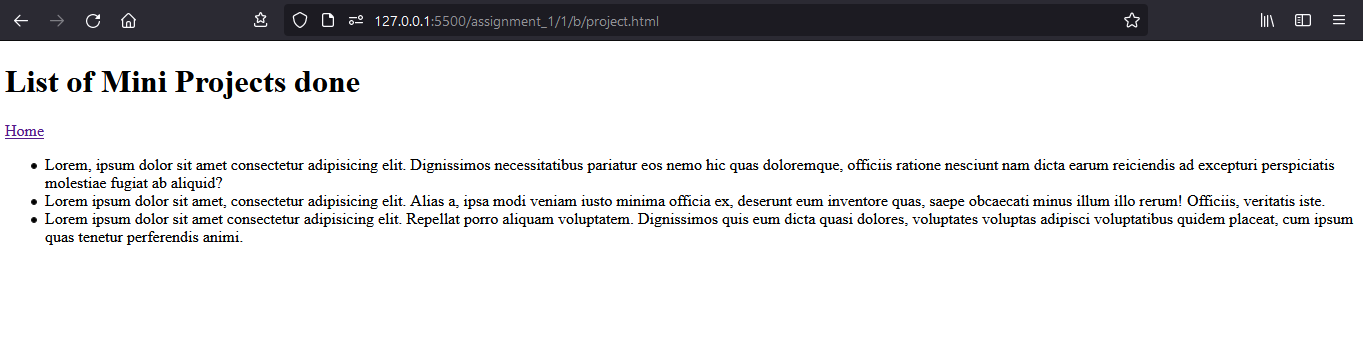 127.0.0.1:5500/assignment_1/1/b/project.html
List of Mini Projects done
Home
Lorem, ipsum dolor sit amet consectetur adipisicing elit. Dignissimos necessitatibus pariatur eos nemo hic quas doloremque, officiis ratione nesciunt nam dicta earum reiciendis ad excepturi perspiciatis
molestiae fugiat ab aliquid?
Lorem ipsum dolor sit amet, consectetur elit. Alias a, ipsa modi veniam iusto minima officia ex, deserunt eum inventore quas, saepe obcaecati minus illum illo rerum! Officiis, veritatis iste.
Lorem ipsum dolor sit amet consectetur adipisicing elit. Repellat porro aliquam voluptatem. Dignissimos quis eum dicta quasi dolores, voluptates voluptas adipisci voluptatibus quidem placeat, cum ipsum
quas tenetur perferendis animi.